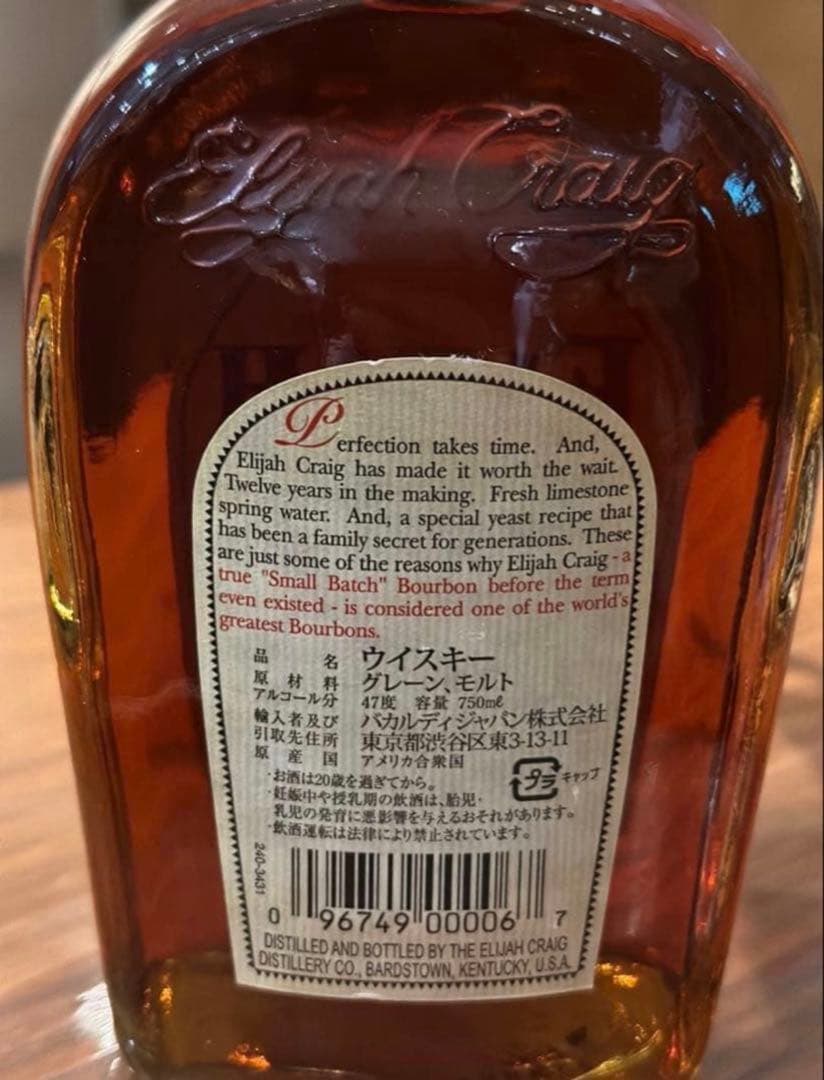 Elijah Craig
Perfection takes time. And,
Elijah Craig has made it worth the wait.
Twelve years in the making. Fresh limestone
spring water. And, a special yeast recipe that
has been a family secret for generations. These
are just some of the reasons why Elijah Craig - a
true "Small Batch" Bourbon before the term
even existed - is considered one of the world's
greatest Bourbons.
品名 ウイスキー
原材料 グレーン、モルト
アルコール分 47度 容量 750mℓ
輸入者及び バカルディジャパン株式会社
引取先住所 東京都渋谷区東3-13-11
原産国 アメリカ合衆国
・お酒は20歳を過ぎてから。
プラ キャップ
・妊娠中や授乳期の飲酒は、胎児・
乳児の発育に悪影響を与えるおそれがあります。
・飲酒運転は法律により禁止されています。
240-3431
0 96749 00006 7
DISTILLED AND BOTTLED BY THE ELIJAH CRAIG
DISTILLERY CO., BARDSTOWN, KENTUCKY, U.S.A.